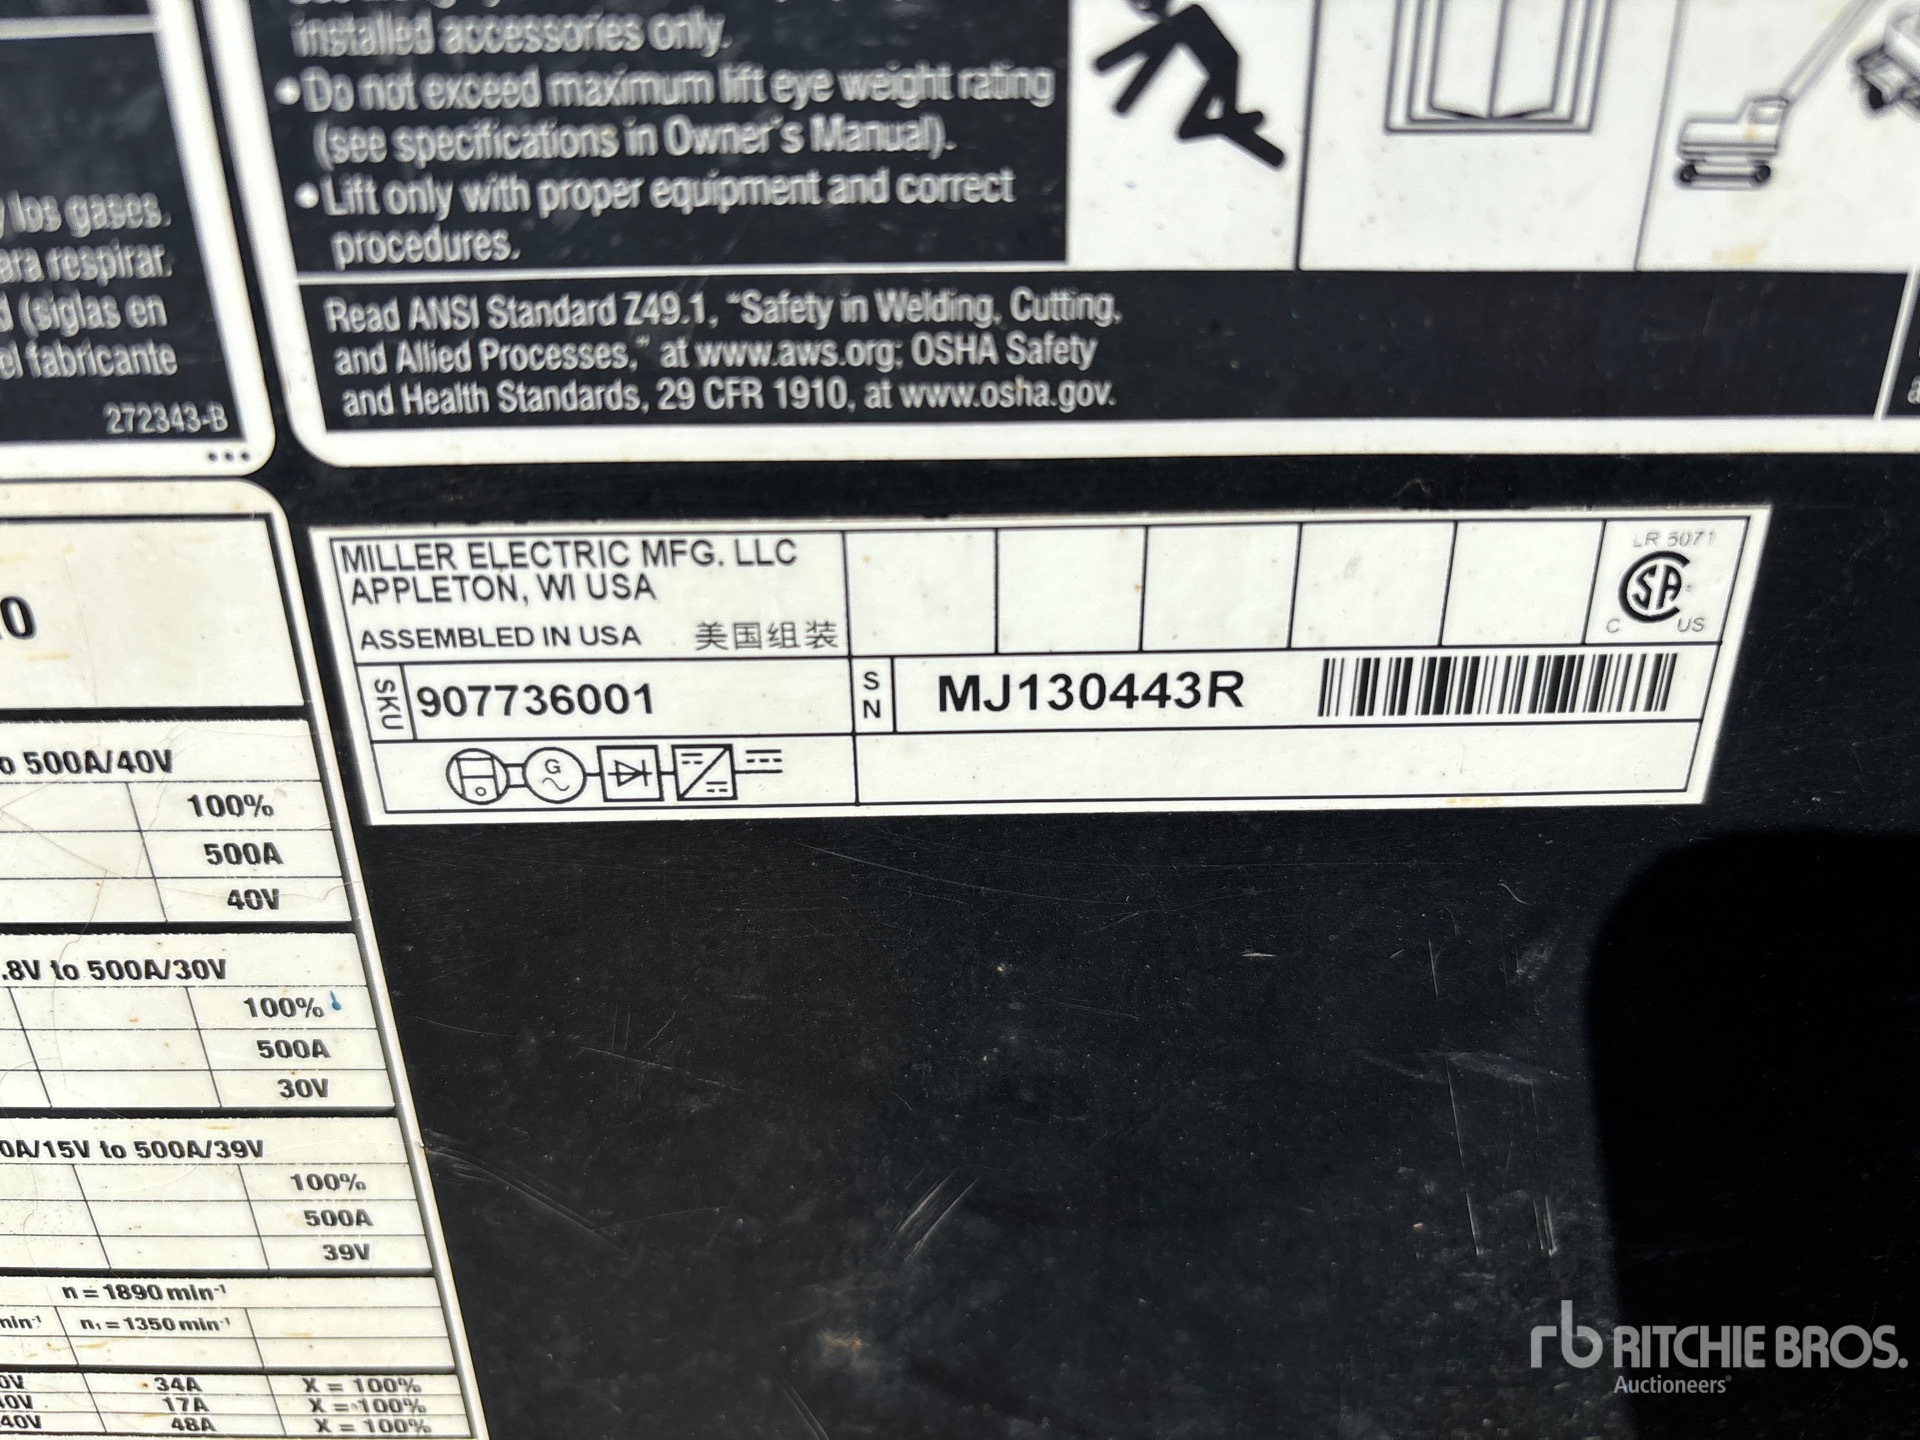 installed accessories only.
• Do not exceed maximum lift eye weight rating
(see specifications in Owner's Manual).
• Lift only with proper equipment and correct
procedures.
Read ANSI Standard Z49.1, "Safety in Welding, Cutting,
and Allied Processes," at www.aws.org; OSHA Safety
and Health Standards, 29 CFR 1910, at www.osha.gov.
y los gases.
respirar.
(siglas en
el fabricante
272343-B
MILLER ELECTRIC MFG. LLC
APPLETON, WI USA
ASSEMBLED IN USA 美国组装
LR 5071
C US
SKU 907736001
SN MJ130443R
G
500A/40V
100%
500A
40V
.8V to 500A/30V
100%
500A
30V
0A/15V to 500A/39V
100%
500A
39V
n = 1890 min-1
min-1 n1 = 1350 min-1
0V 34A X = 100%
40V 17A X = 100%
40V 48A X = 100%
rb RITCHIE BROS.
Auctioneers